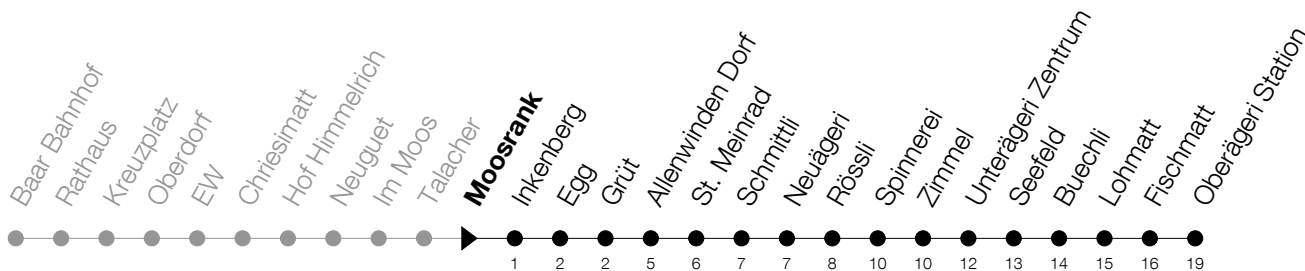 Baar Bahnhof
Rathaus
Kreuzplatz
Oberdorf
EW
Chriesimatt
Hof Himmelrich
Neuguet
Im Moos
Talacher
Moosrank
Inkenberg
Egg
Grüt
Allenwinden Dorf
St. Meinrad
Schmittli
Neuägeri
Rössli
Spinnerei
Zimmel
Unterägeri Zentrum
Seefeld
Buechli
Lohmatt
Fischmatt
Oberägeri Station
1 2 2 5 6 7 7 8 10 10 12 13 14 15 16 19